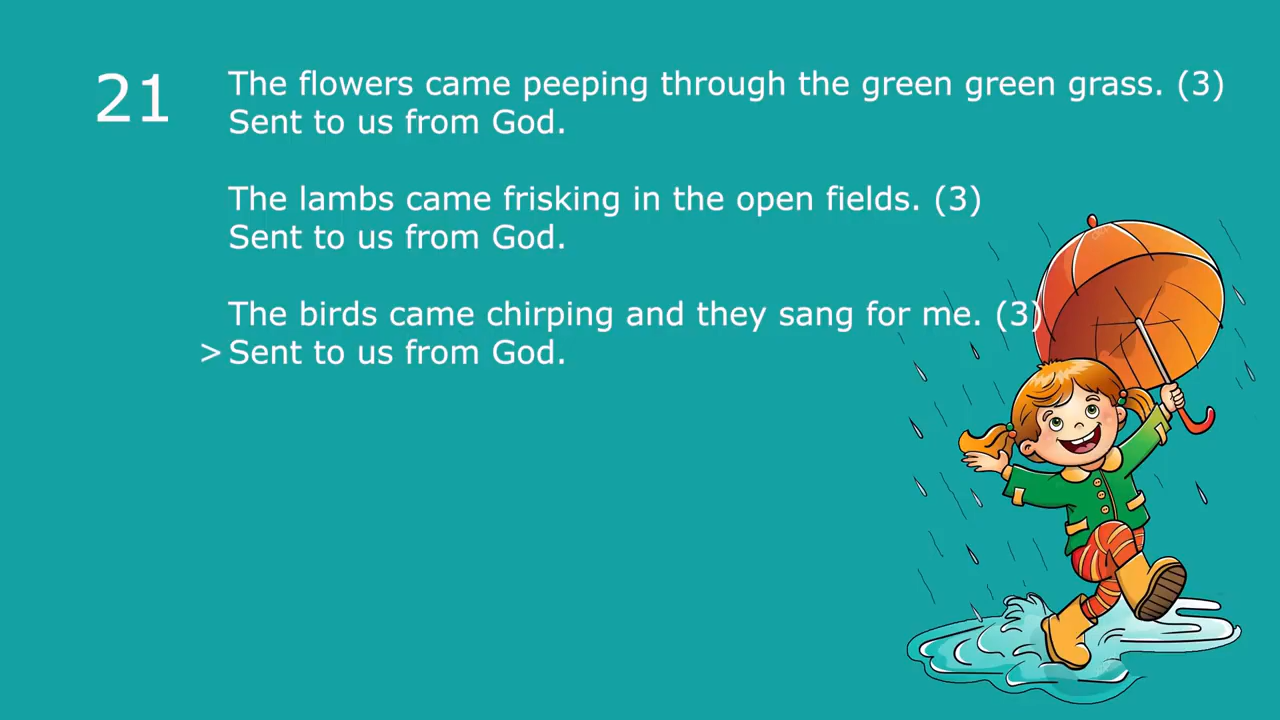 21
The flowers came peeping through the green green grass. (3)
Sent to us from God.
The lambs came frisking in the open fields. (3)
Sent to us from God.
The birds came chirping and they sang for me. (3)
> Sent to us from God.